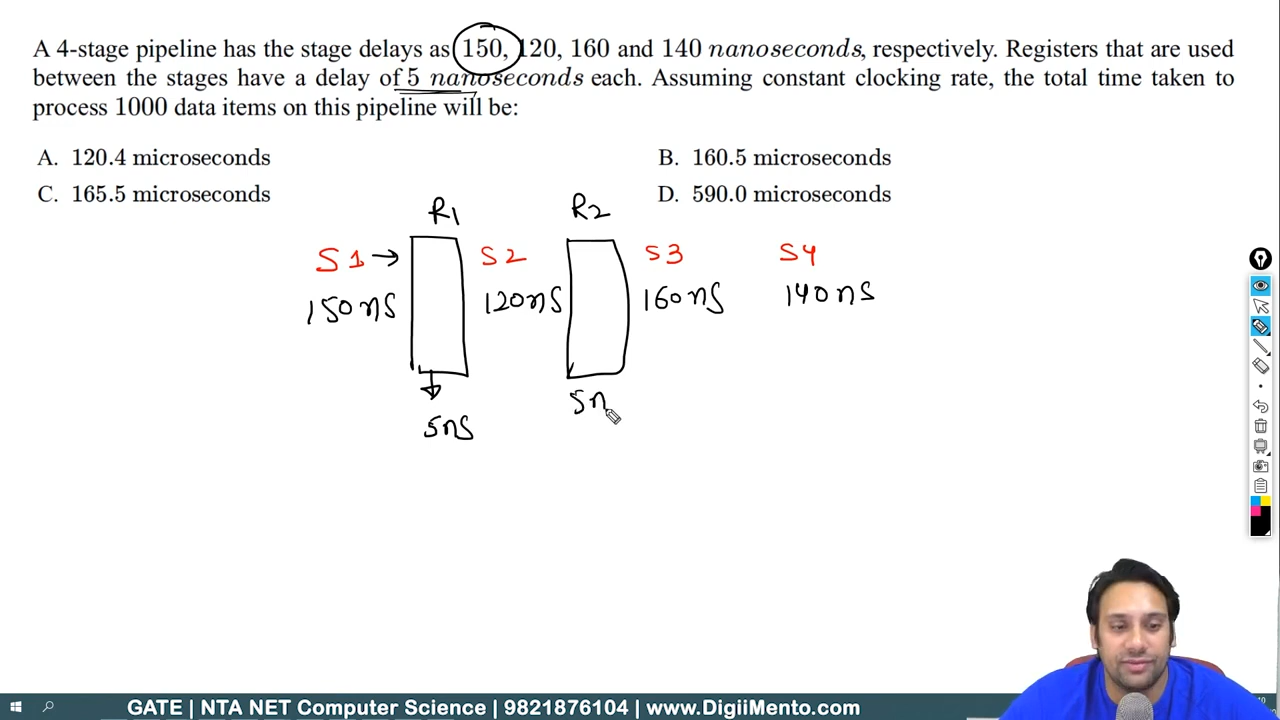 A 4-stage pipeline has the stage delays as 150, 120, 160 and 140 nanoseconds, respectively. Registers that are used
between the stages have a delay of 5 nanoseconds each. Assuming constant clocking rate, the total time taken to
process 1000 data items on this pipeline will be:
A. 120.4 microseconds
B. 160.5 microseconds
C. 165.5 microseconds
D. 590.0 microseconds
R1
R2
S1 → S2 S3 S4
150ns 120ns 160ns 140ns
5ns
5n
GATE | NTA NET Computer Science | 9821876104 | www.DigiiMento.com